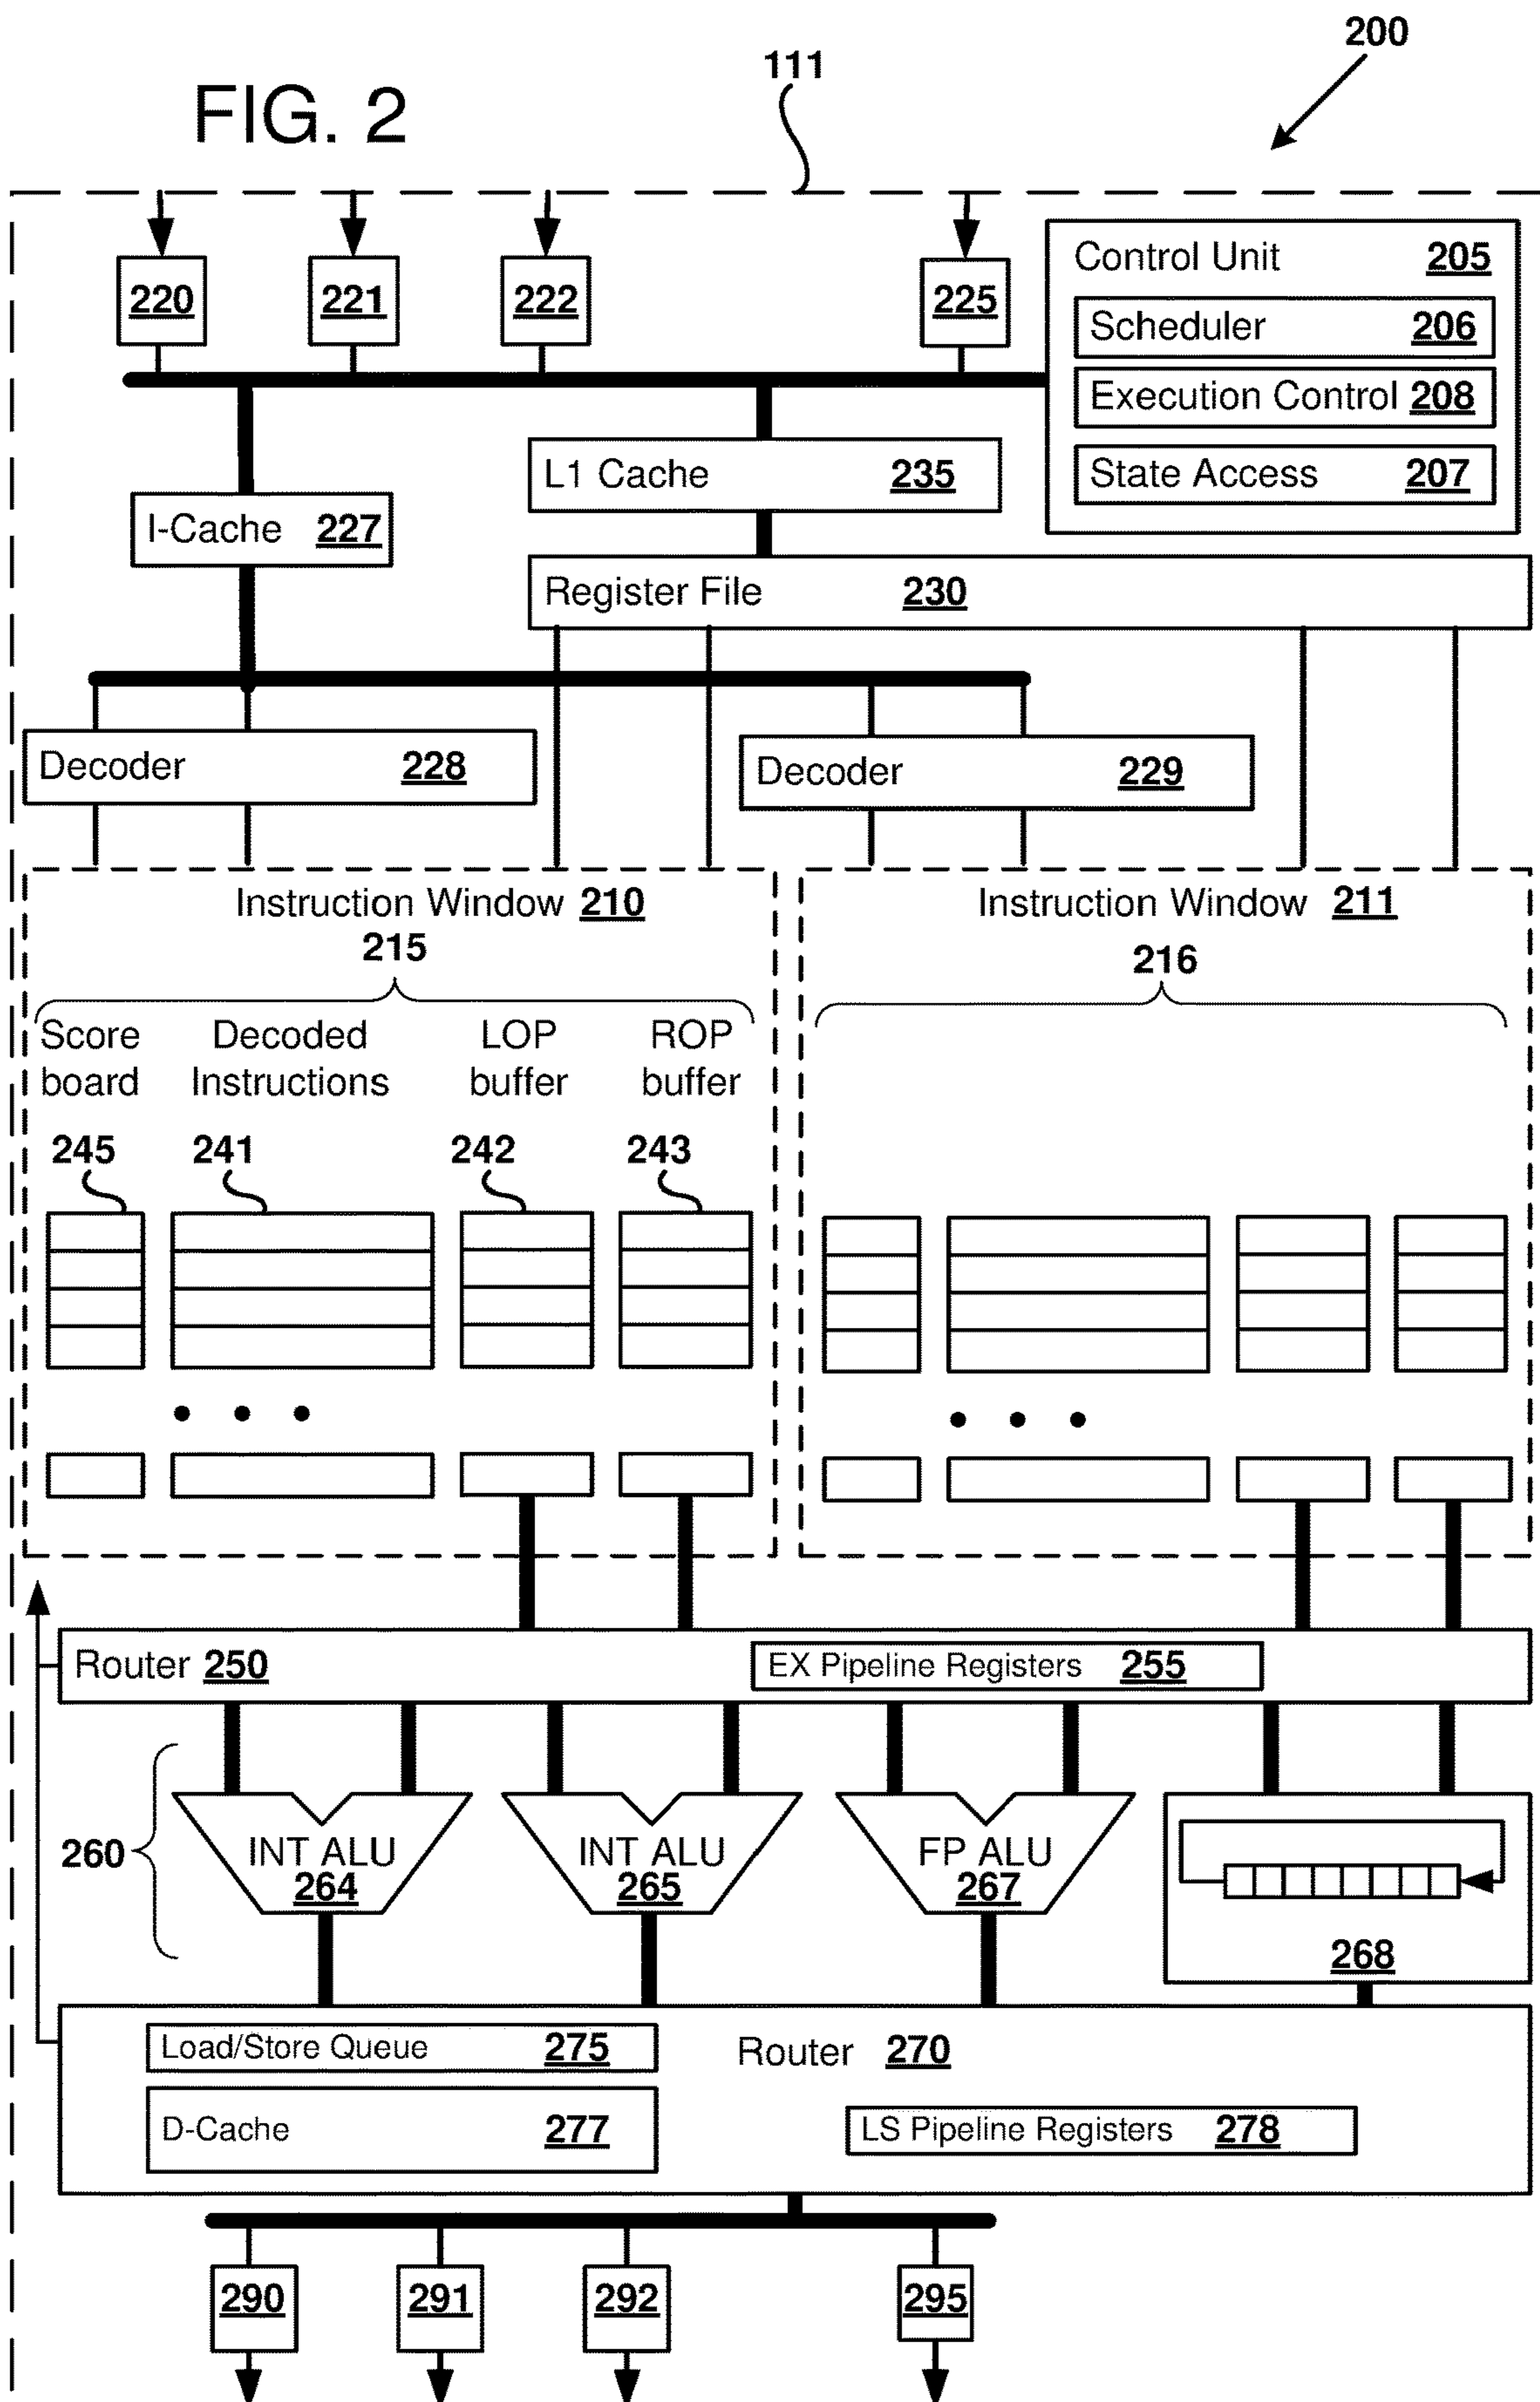 200
111
FIG. 2
220 221 222 225
Control Unit 205
Scheduler 206
Execution Control 208
State Access 207
L1 Cache 235
I-Cache 227
Register File 230
Decoder 228
Decoder 229
Instruction Window 210
215
Score board
Decoded Instructions
LOP buffer
ROP buffer
245 241 242 243
Instruction Window 211
216
Router 250
EX Pipeline Registers 255
260
INT ALU
264
INT ALU
265
FP ALU
267
268
Load/Store Queue 275
Router 270
D-Cache 277
LS Pipeline Registers 278
290 291 292 295